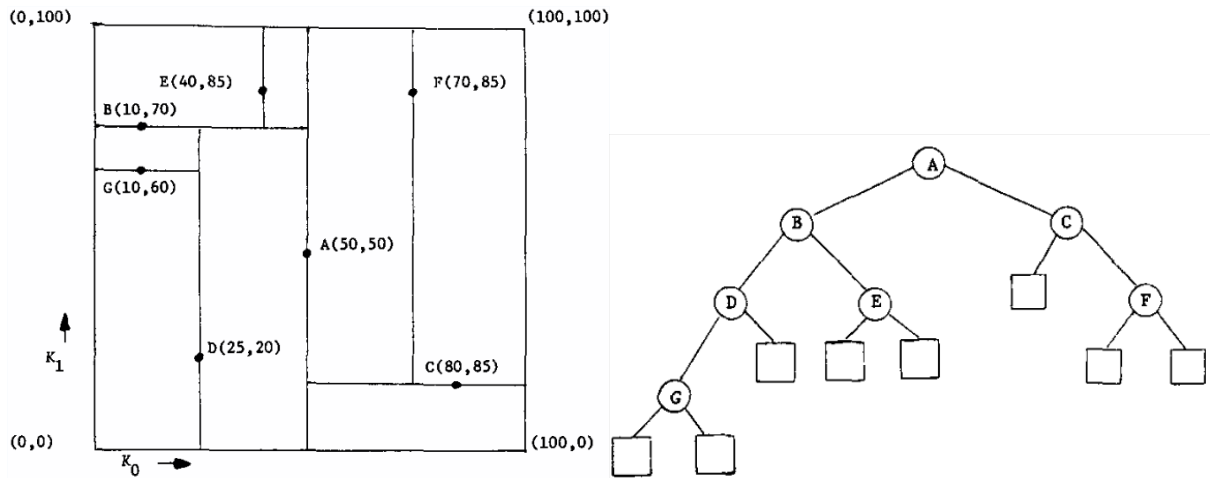 (0,100)
(100,100)
E(40,85)
F(70,85)
B(10,70)
G(10,60)
A(50,50)
D(25,20)
K1
C(80,85)
(0,0)
(100,0)
K0
A
B
C
D
E
F
G